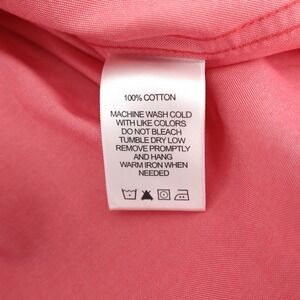 100% COTTON
MACHINE WASH COLD
WITH LIKE COLORS
DO NOT BLEACH
TUMBLE DRY LOW
REMOVE PROMPTLY
AND HANG
WARM IRON WHEN
NEEDED